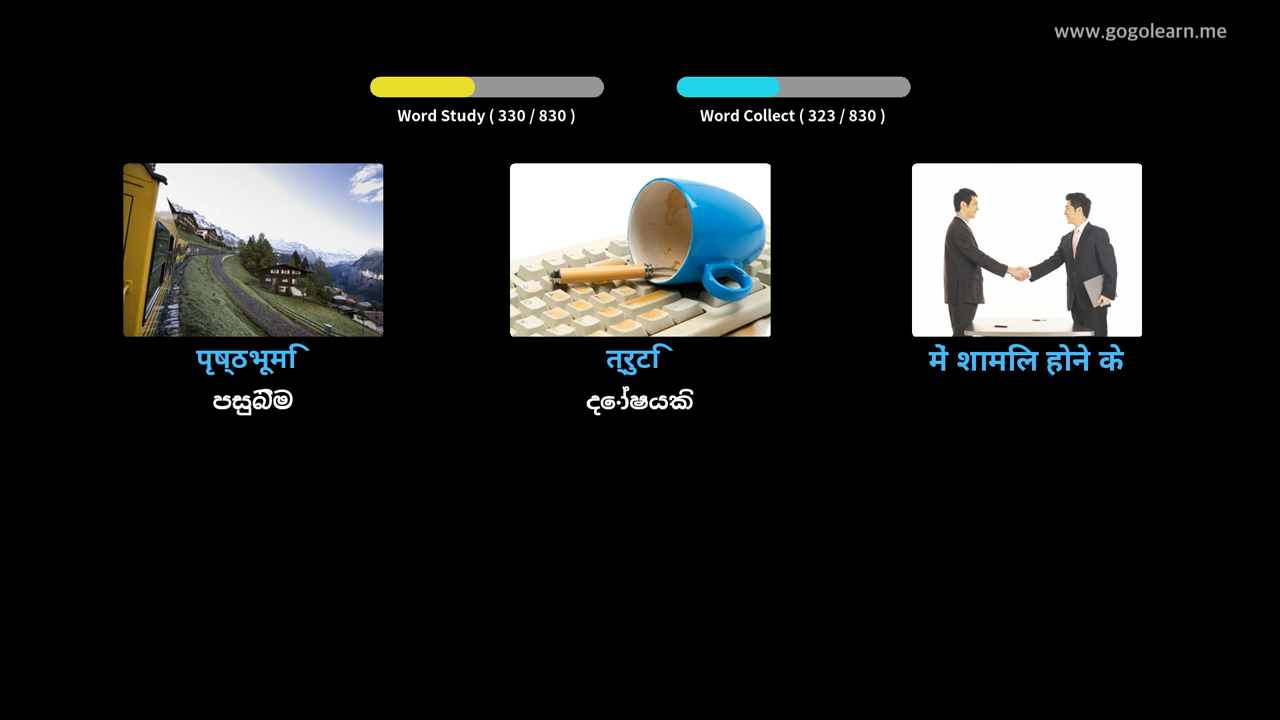 www.gogolearn.me
Word Study ( 330 / 830 )
Word Collect ( 323 / 830 )
पृष्ठभूमि
त्रुटि
में शामिल होने के
පසුබිම
දෝෂයකි